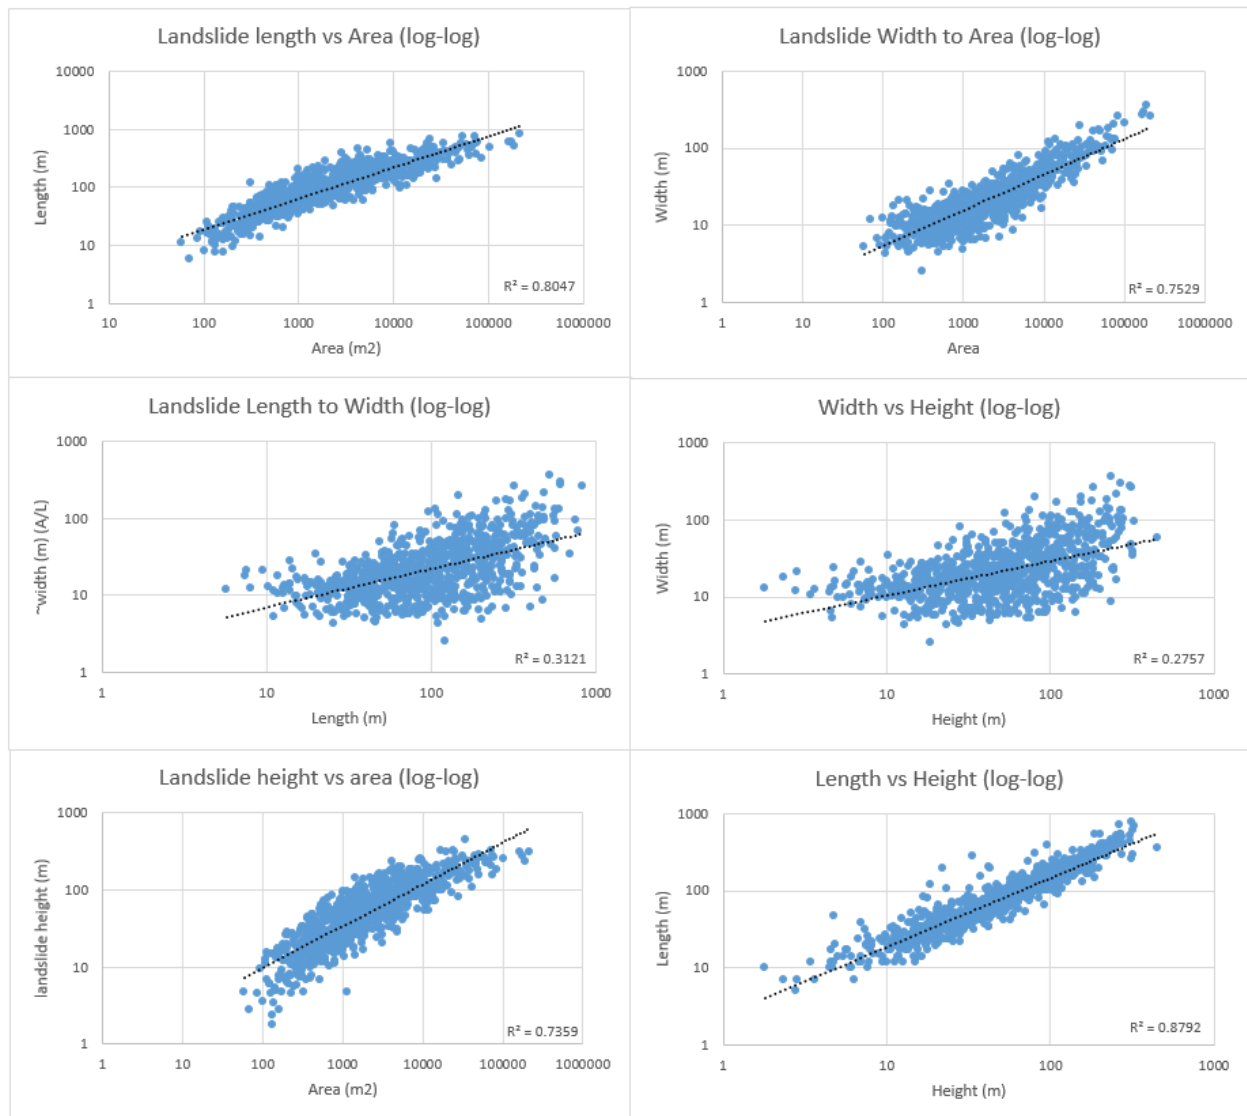 Landslide length vs Area (log-log)
10000
1000
100
10
1
Length (m)
10 100 1000 10000 100000 1000000
Area (m2)
R² = 0.8047
Landslide Width to Area (log-log)
1000
100
10
1
Width (m)
1 10 100 1000 10000 100000 1000000
Area
R² = 0.7529
Landslide Length to Width (log-log)
1000
100
10
1
~width (m) (A/L)
1 10 100 1000
Length (m)
R² = 0.3121
Width vs Height (log-log)
1000
100
10
1
Width (m)
1 10 100 1000
Height (m)
R² = 0.2757
Landslide height vs area (log-log)
1000
100
10
1
landslide height (m)
1 10 100 1000 10000 100000 1000000
Area (m2)
R² = 0.7359
Length vs Height (log-log)
1000
100
10
1
Length (m)
1 10 100 1000
Height (m)
R² = 0.8792